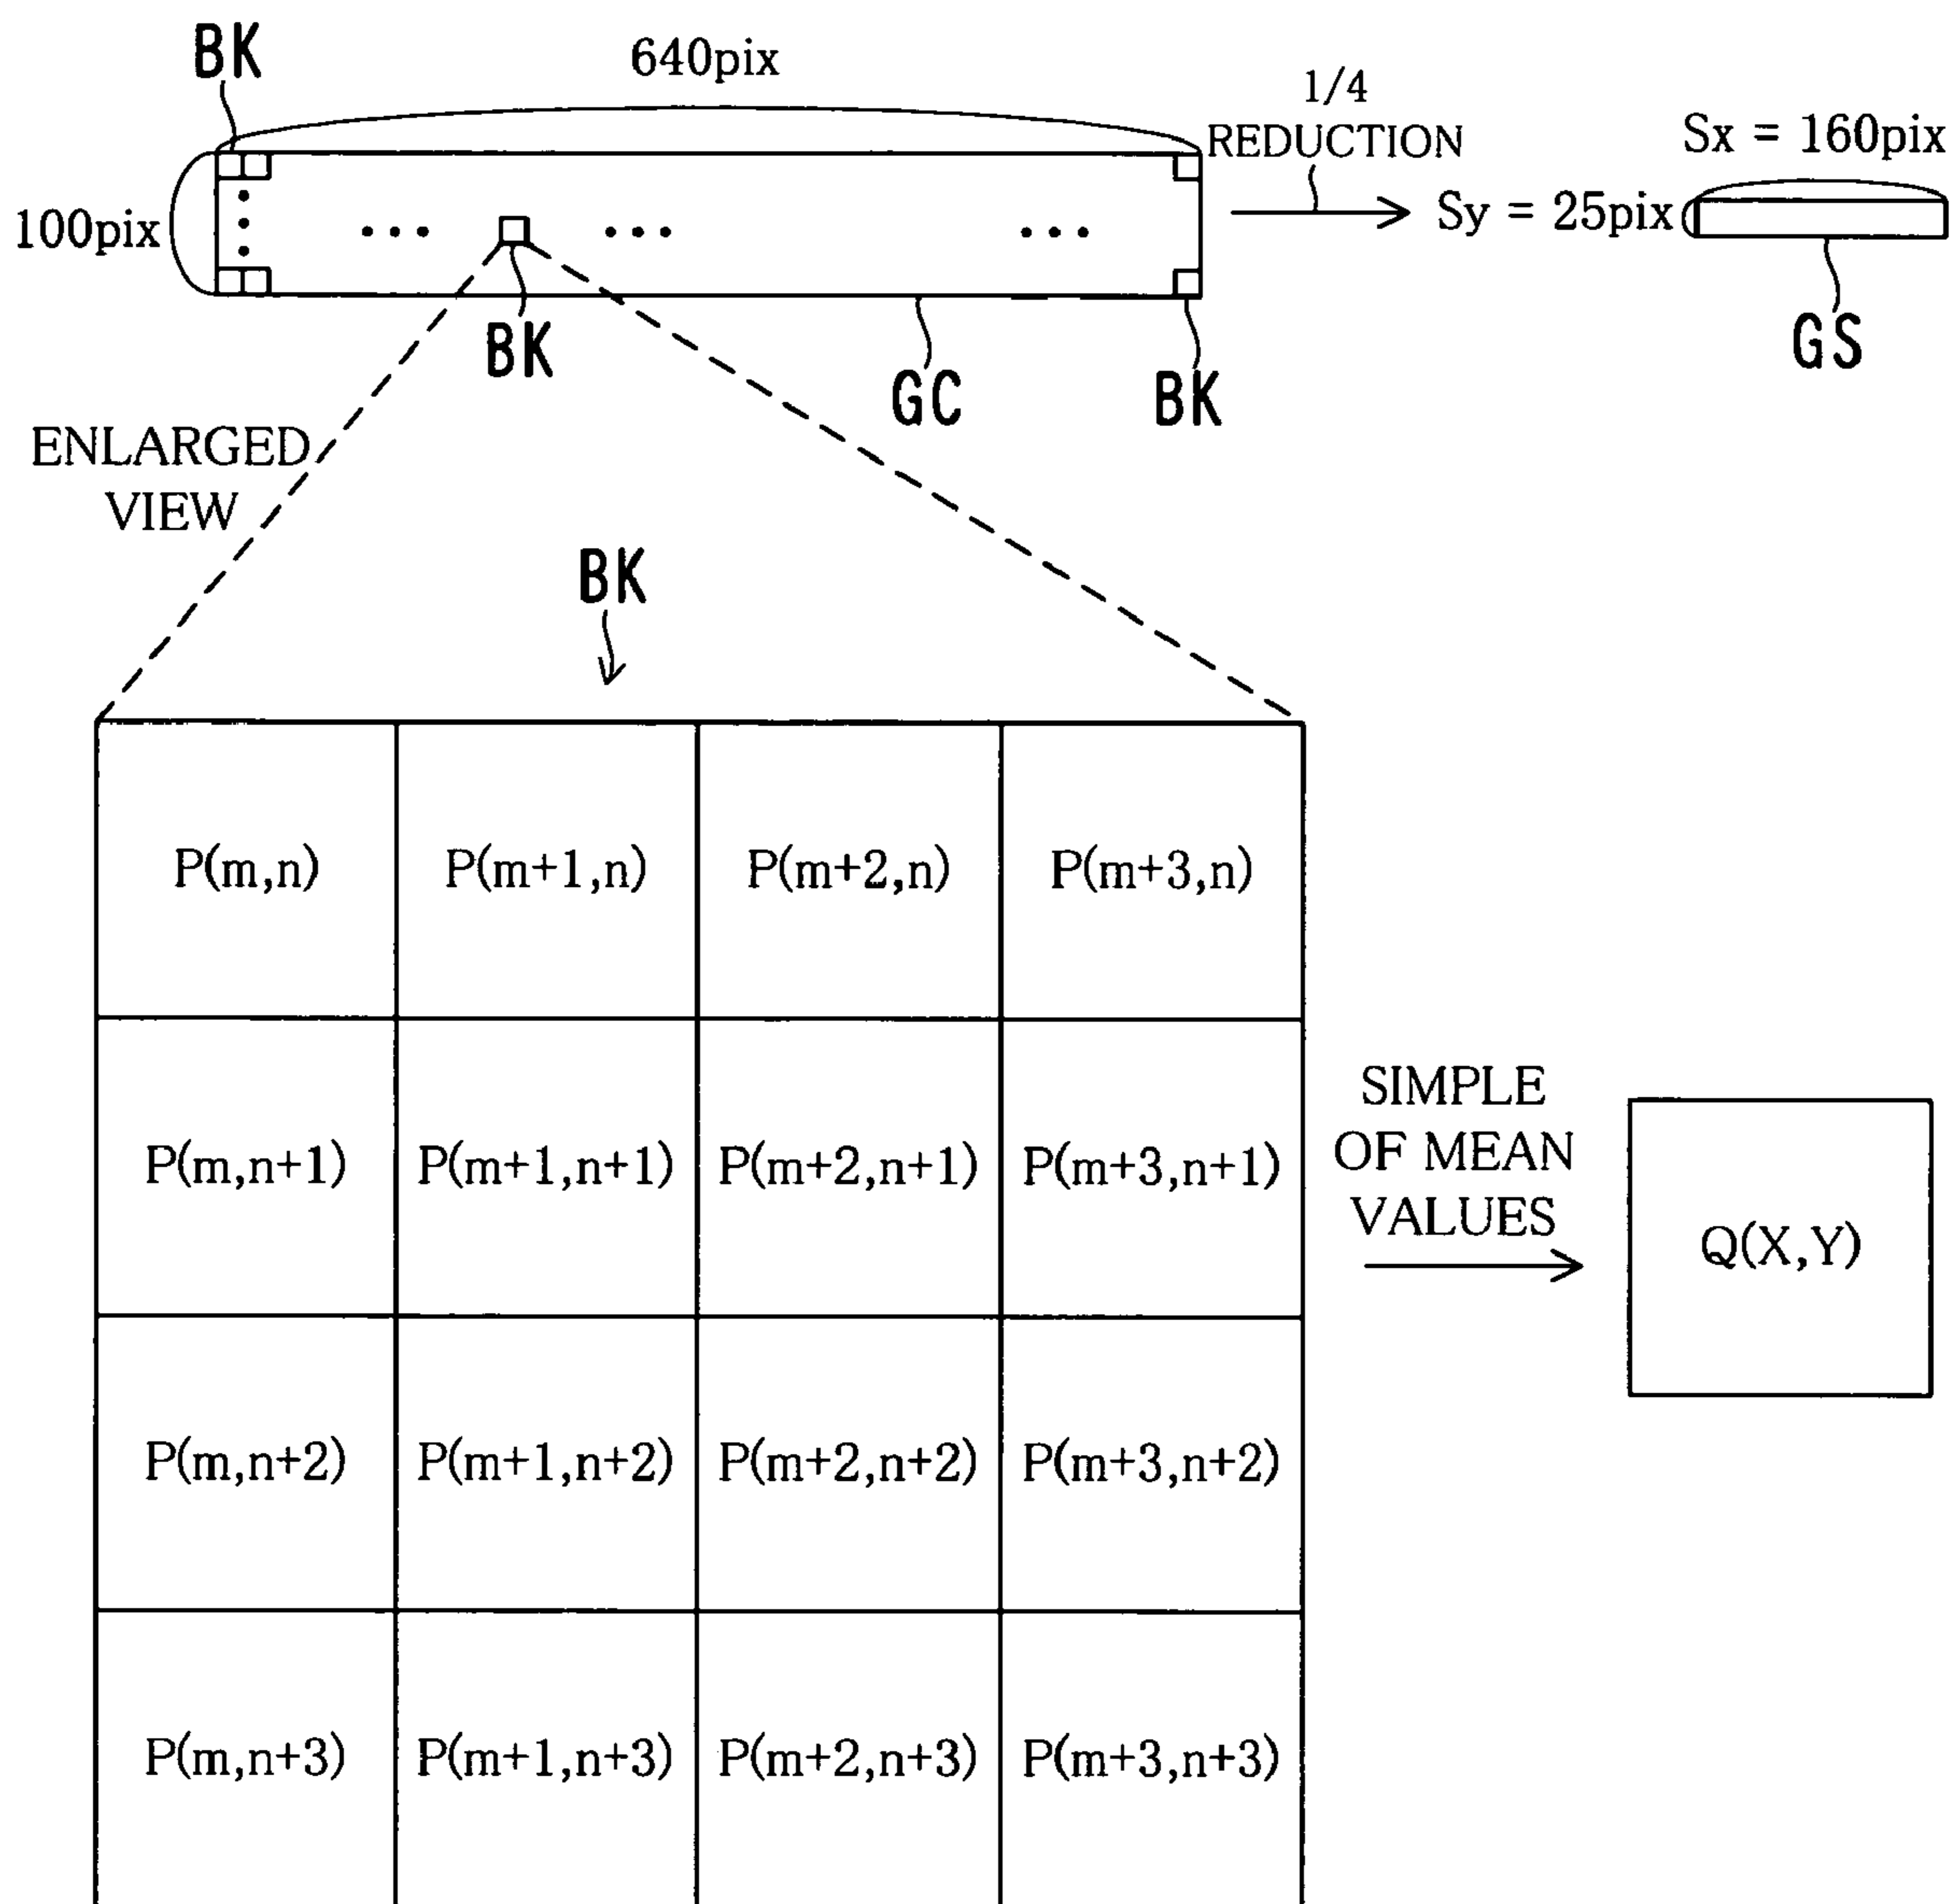 BK
640pix
1/4
REDUCTION
Sx = 160pix
100pix
Sy = 25pix
BK
GC
BK
GS
ENLARGED
VIEW
BK
P(m,n) P(m+1,n) P(m+2,n) P(m+3,n)
P(m,n+1) P(m+1,n+1) P(m+2,n+1) P(m+3,n+1)
P(m,n+2) P(m+1,n+2) P(m+2,n+2) P(m+3,n+2)
P(m,n+3) P(m+1,n+3) P(m+2,n+3) P(m+3,n+3)
SIMPLE
OF MEAN
VALUES
Q(X,Y)